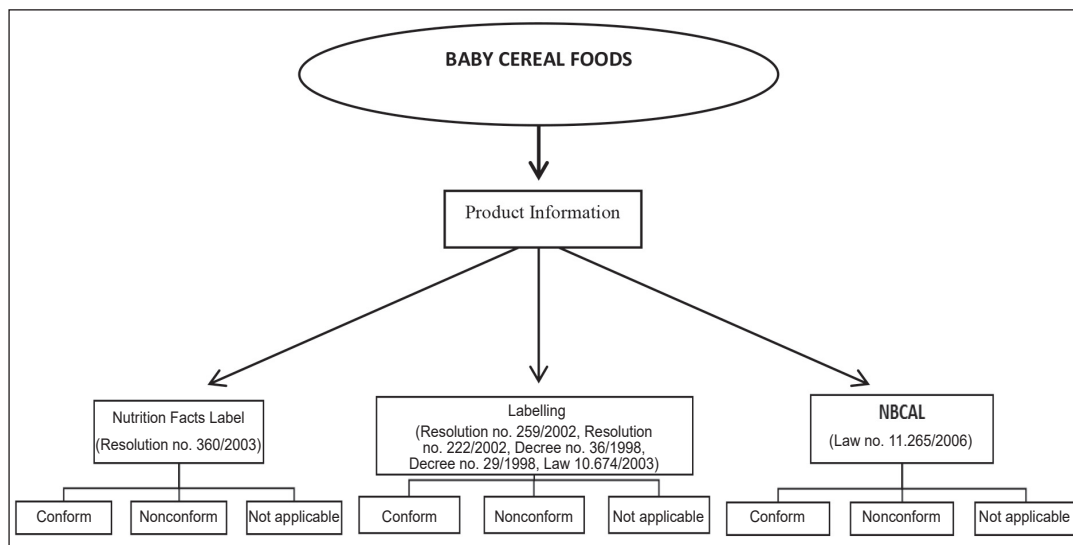 BABY CEREAL FOODS
Product Information
Nutrition Facts Label
(Resolution no. 360/2003)
Labelling
(Resolution no. 259/2002, Resolution
no. 222/2002, Decree no. 36/1998,
Decree no. 29/1998, Law 10.674/2003)
NBCAL
(Law no. 11.265/2006)
Conform
Nonconform
Not applicable
Conform
Nonconform
Not applicable
Conform
Nonconform
Not applicable